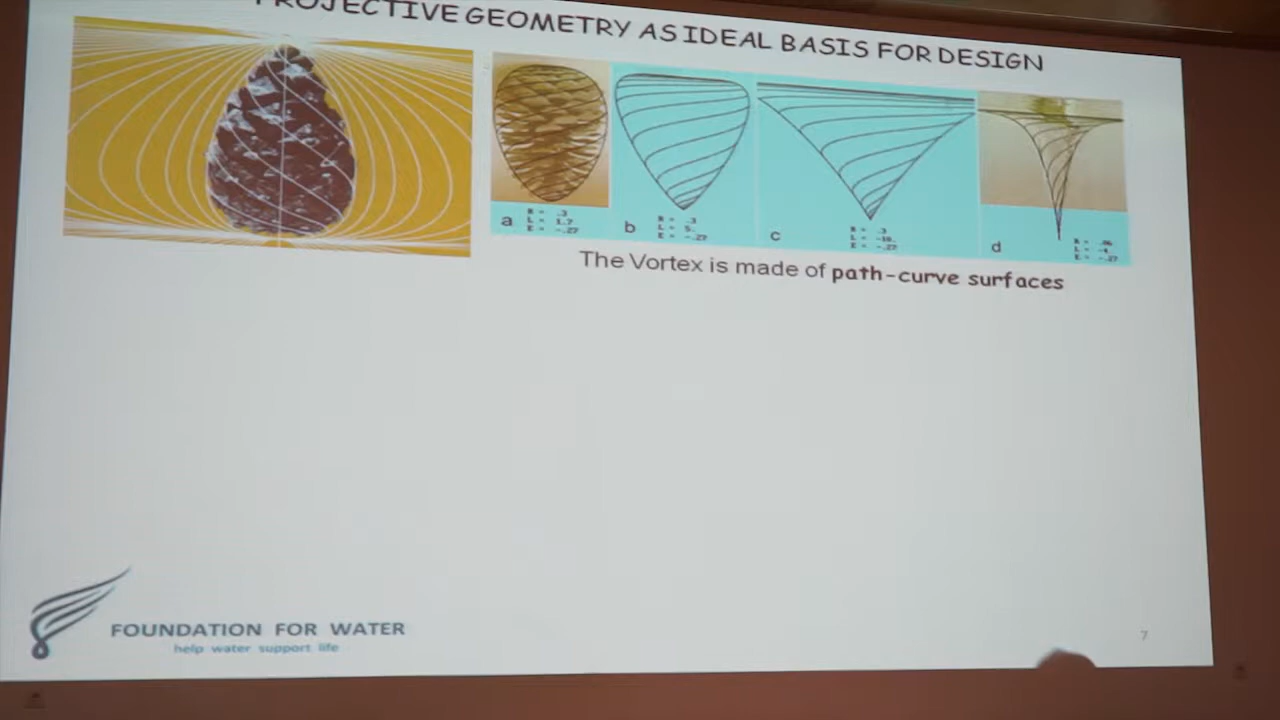 PROJECTIVE GEOMETRY AS IDEAL BASIS FOR DESIGN
a
b
c
d
The Vortex is made of path-curve surfaces
FOUNDATION FOR WATER
help water support life
7